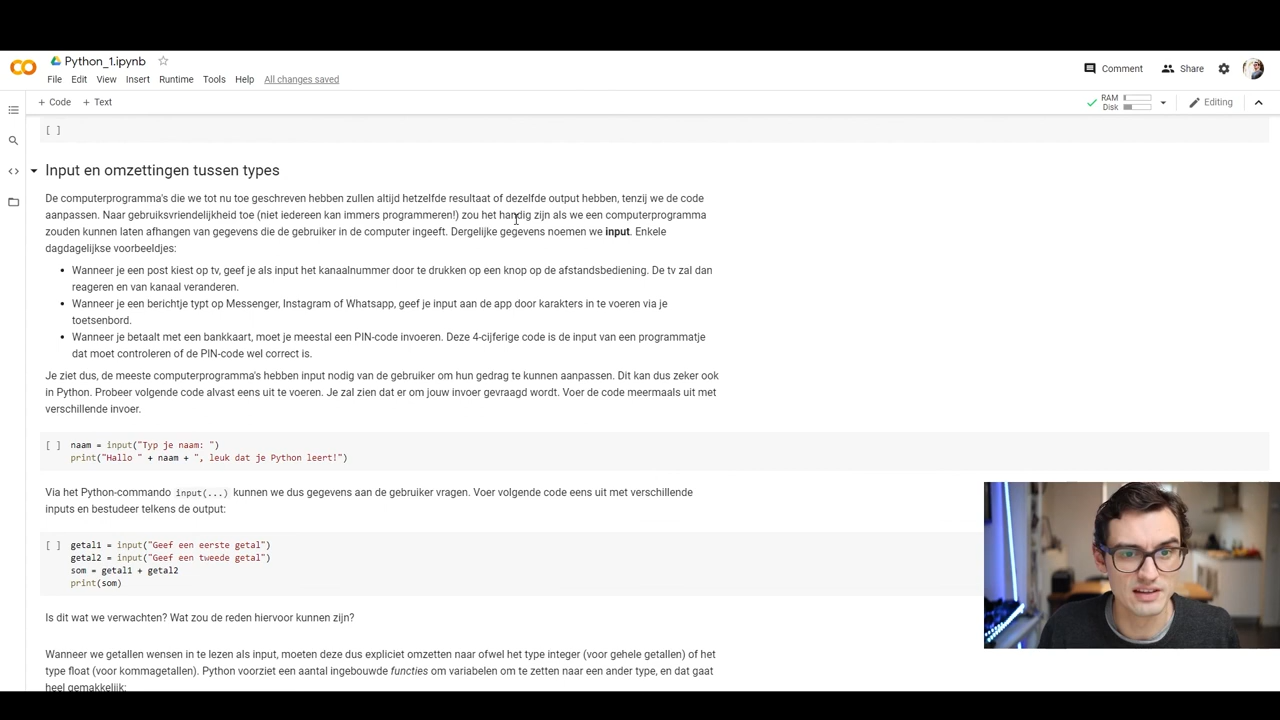 Python_1.ipynb
File Edit View Insert Runtime Tools Help All changes saved
Comment Share
+ Code + Text
RAM
Disk
Editing
[ ]
Input en omzettingen tussen types
De computerprogramma's die we tot nu toe geschreven hebben zullen altijd hetzelfde resultaat of dezelfde output hebben, tenzij we de code
aanpassen. Naar gebruiksvriendelijkheid toe (niet iedereen kan immers programmeren!) zou het handig zijn als we een computerprogramma
zouden kunnen laten afhangen van gegevens die de gebruiker in de computer ingeeft. Dergelijke gegevens noemen we input. Enkele
dagdagelijkse voorbeeldjes:
• Wanneer je een post kiest op tv, geef je als input het kanaalnummer door te drukken op een knop op de afstandsbediening. De tv zal dan
reageren en van kanaal veranderen.
• Wanneer je een berichtje typt op Messenger, Instagram of Whatsapp, geef je input aan de app door karakters in te voeren via je
toetsenbord.
• Wanneer je betaalt met een bankkaart, moet je meestal een PIN-code invoeren. Deze 4-cijferige code is de input van een programmatje
dat moet controleren of de PIN-code wel correct is.
Je ziet dus, de meeste computerprogramma's hebben input nodig van de gebruiker om hun gedrag te kunnen aanpassen. Dit kan dus zeker ook
in Python. Probeer volgende code alvast eens uit te voeren. Je zal zien dat er om jouw invoer gevraagd wordt. Voer de code meermaals uit met
verschillende invoer.
[ ] naam = input("Typ je naam: ")
print("Hallo " + naam + ", leuk dat je Python leert!")
Via het Python-commando input(...) kunnen we dus gegevens aan de gebruiker vragen. Voer volgende code eens uit met verschillende
inputs en bestudeer telkens de output:
[ ] getal1 = input("Geef een eerste getal")
getal2 = input("Geef een tweede getal")
som = getal1 + getal2
print(som)
Is dit wat we verwachten? Wat zou de reden hiervoor kunnen zijn?
Wanneer we getallen wensen in te lezen als input, moeten deze dus expliciet omzetten naar ofwel het type integer (voor gehele getallen) of het
type float (voor kommagetallen). Python voorziet een aantal ingebouwde functies om variabelen om te zetten naar een ander type, en dat gaat
heel gemakkelijk: